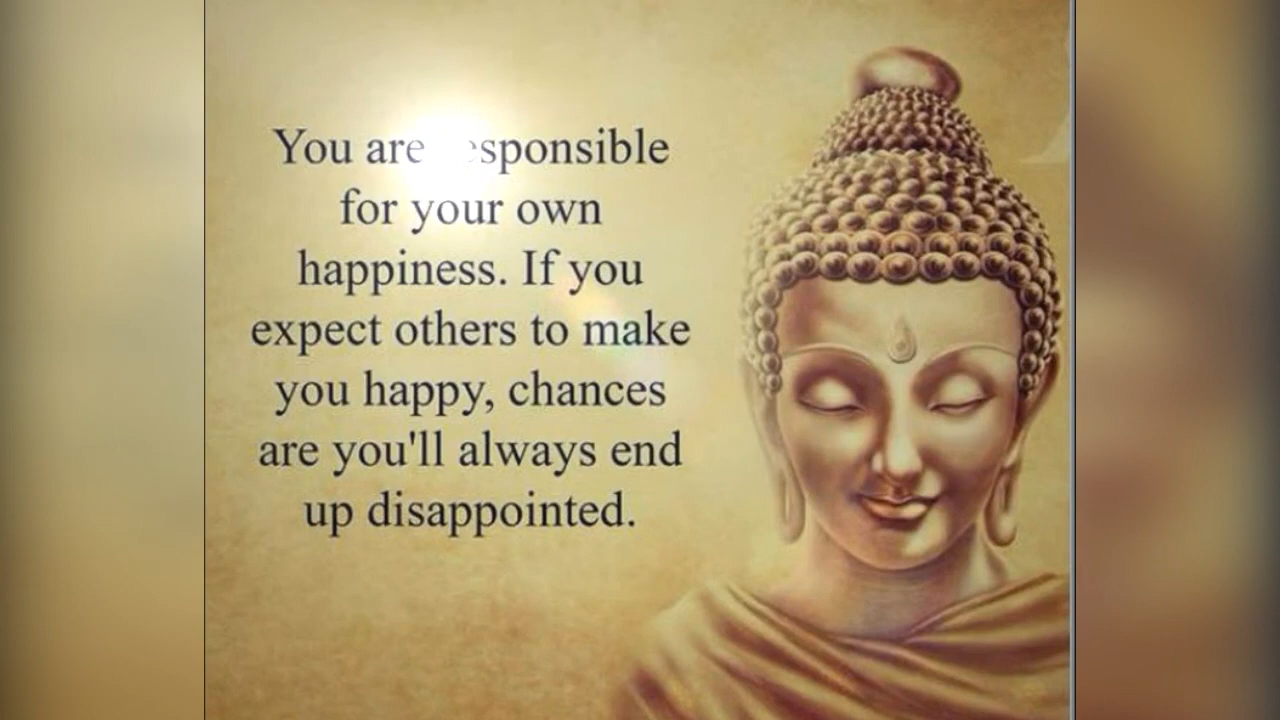 You are responsible
for your own
happiness. If you
expect others to make
you happy, chances
are you'll always end
up disappointed.